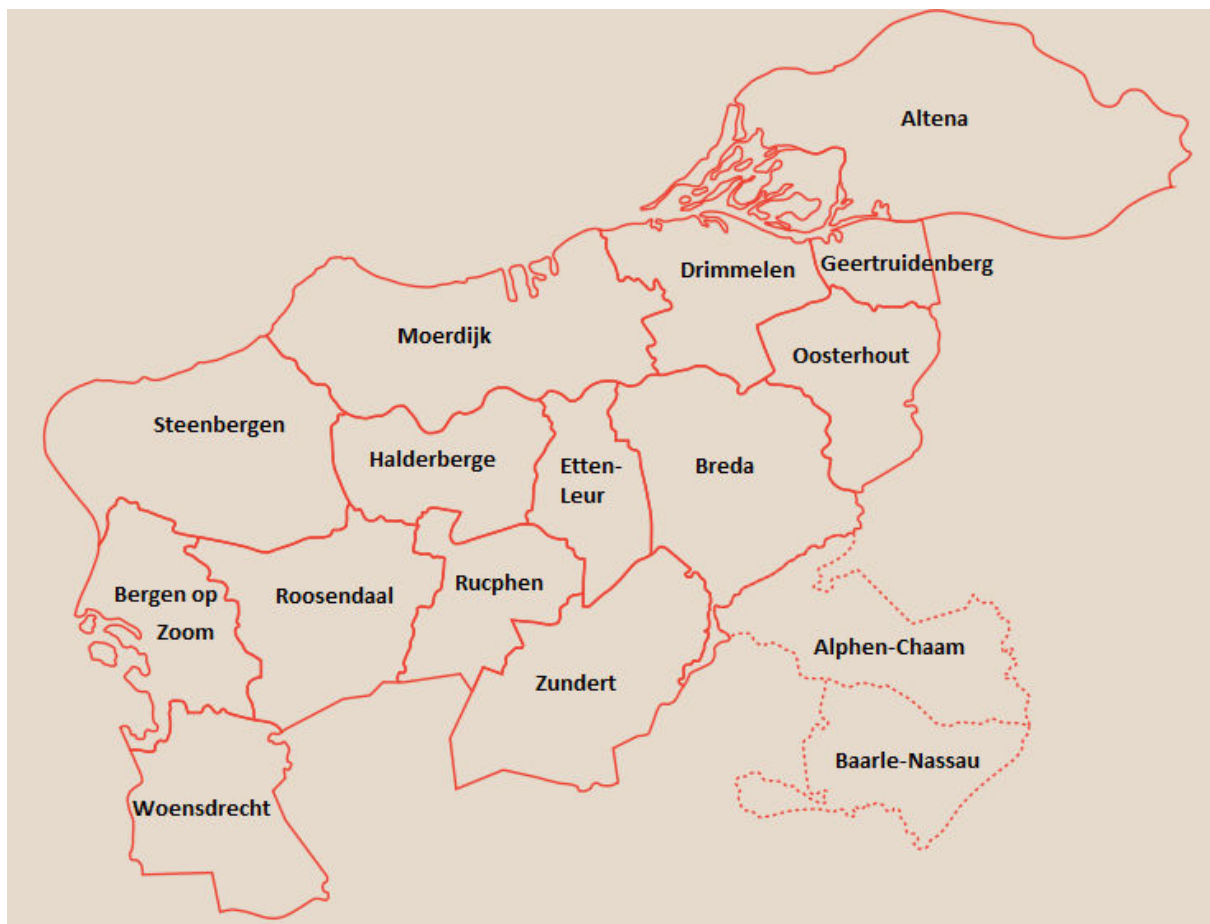 Altena
Drimmelen
Geertruidenberg
Moerdijk
Oosterhout
Steenbergen
Halderberge
Etten-
Leur
Breda
Bergen op
Zoom
Roosendaal
Rucphen
Zundert
Alphen-Chaam
Baarle-Nassau
Woensdrecht